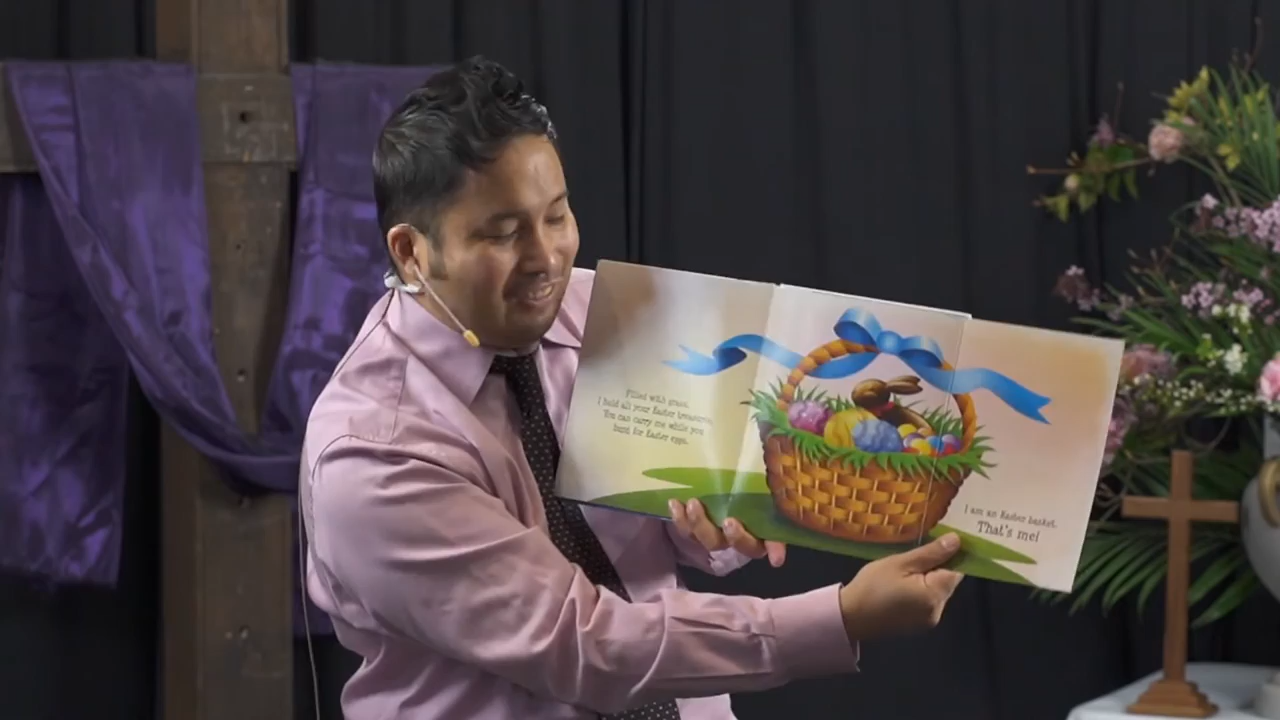 Filled with grass,
I hold all your Easter treasures.
You can carry me while you
hunt for Easter eggs.
I am an Easter basket.
That's me!